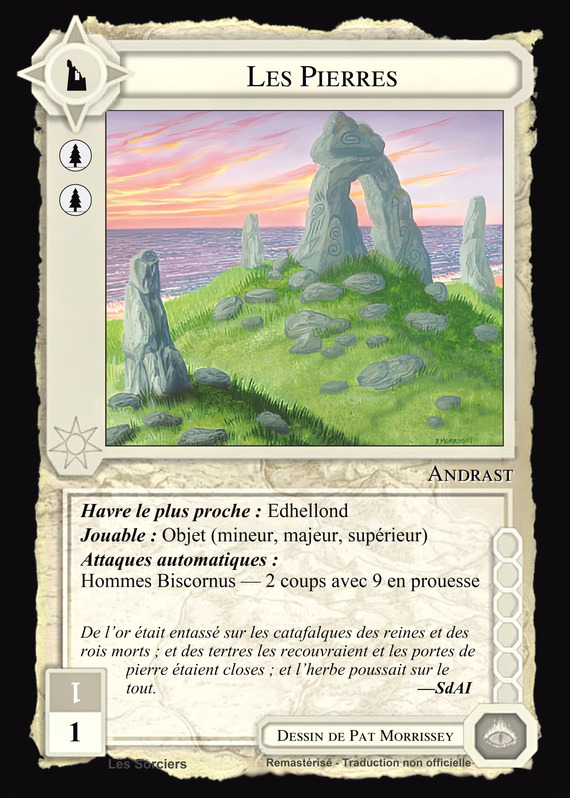 Les Pierres
P. MORRISSEY
Andrast
Havre le plus proche : Edhellond
Jouable : Objet (mineur, majeur, supérieur)
Attaques automatiques :
Hommes Biscornus — 2 coups avec 9 en prouesse
De l’or était entassé sur les catafalques des reines et des
rois morts ; et des tertres les recouvraient et les portes de
pierre étaient closes ; et l’herbe poussait sur le
tout. —SdAI
1
1
Dessin de Pat Morrissey
Les Sorciers
Remastérisé - Traduction non officielle